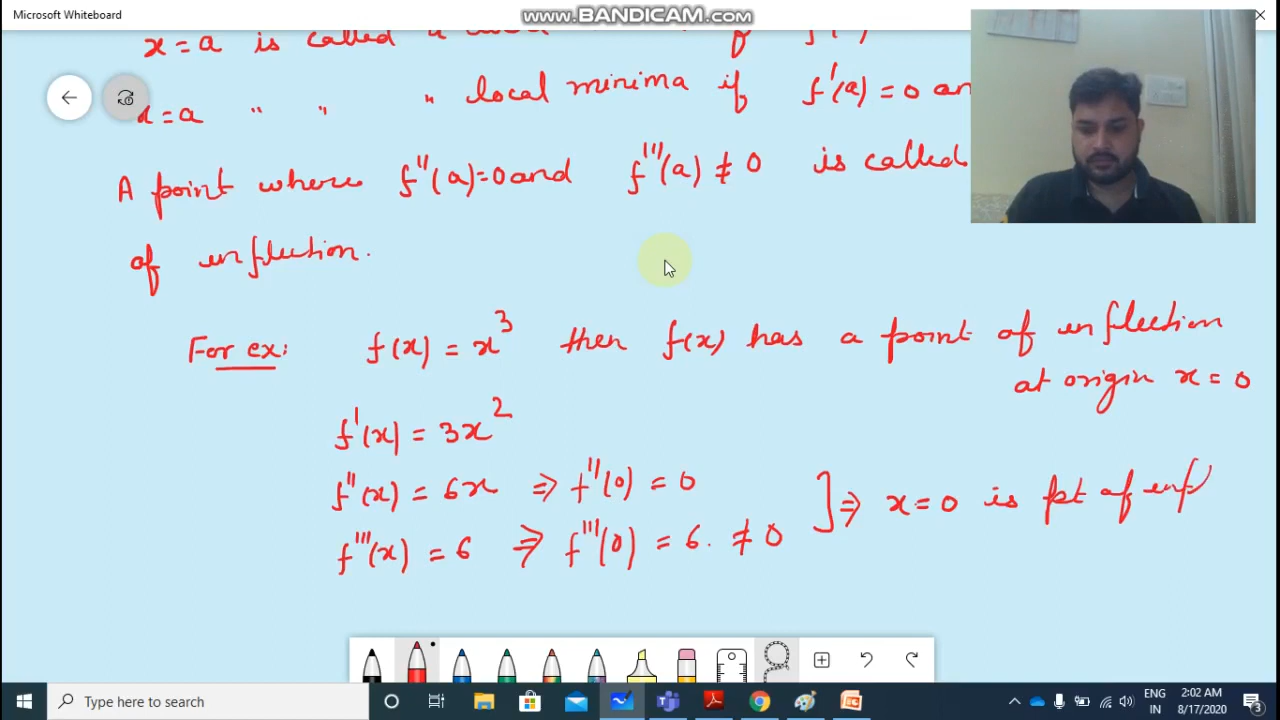 Microsoft Whiteboard
www.BANDICAM.com
x = a is called
x = a " " " local minima if f'(a) = 0
A point where f''(a) = 0 and f'''(a) ≠ 0 is called
of inflection.
For ex: f(x) = x³ then f(x) has a point of inflection
at origin x = 0
f'(x) = 3x²
f''(x) = 6x ⇒ f''(0) = 0
f'''(x) = 6 ⇒ f'''(0) = 6. ≠ 0
] ⇒ x = 0 is pt of inf
Type here to search
ENG
IN
2:02 AM
8/17/2020
3